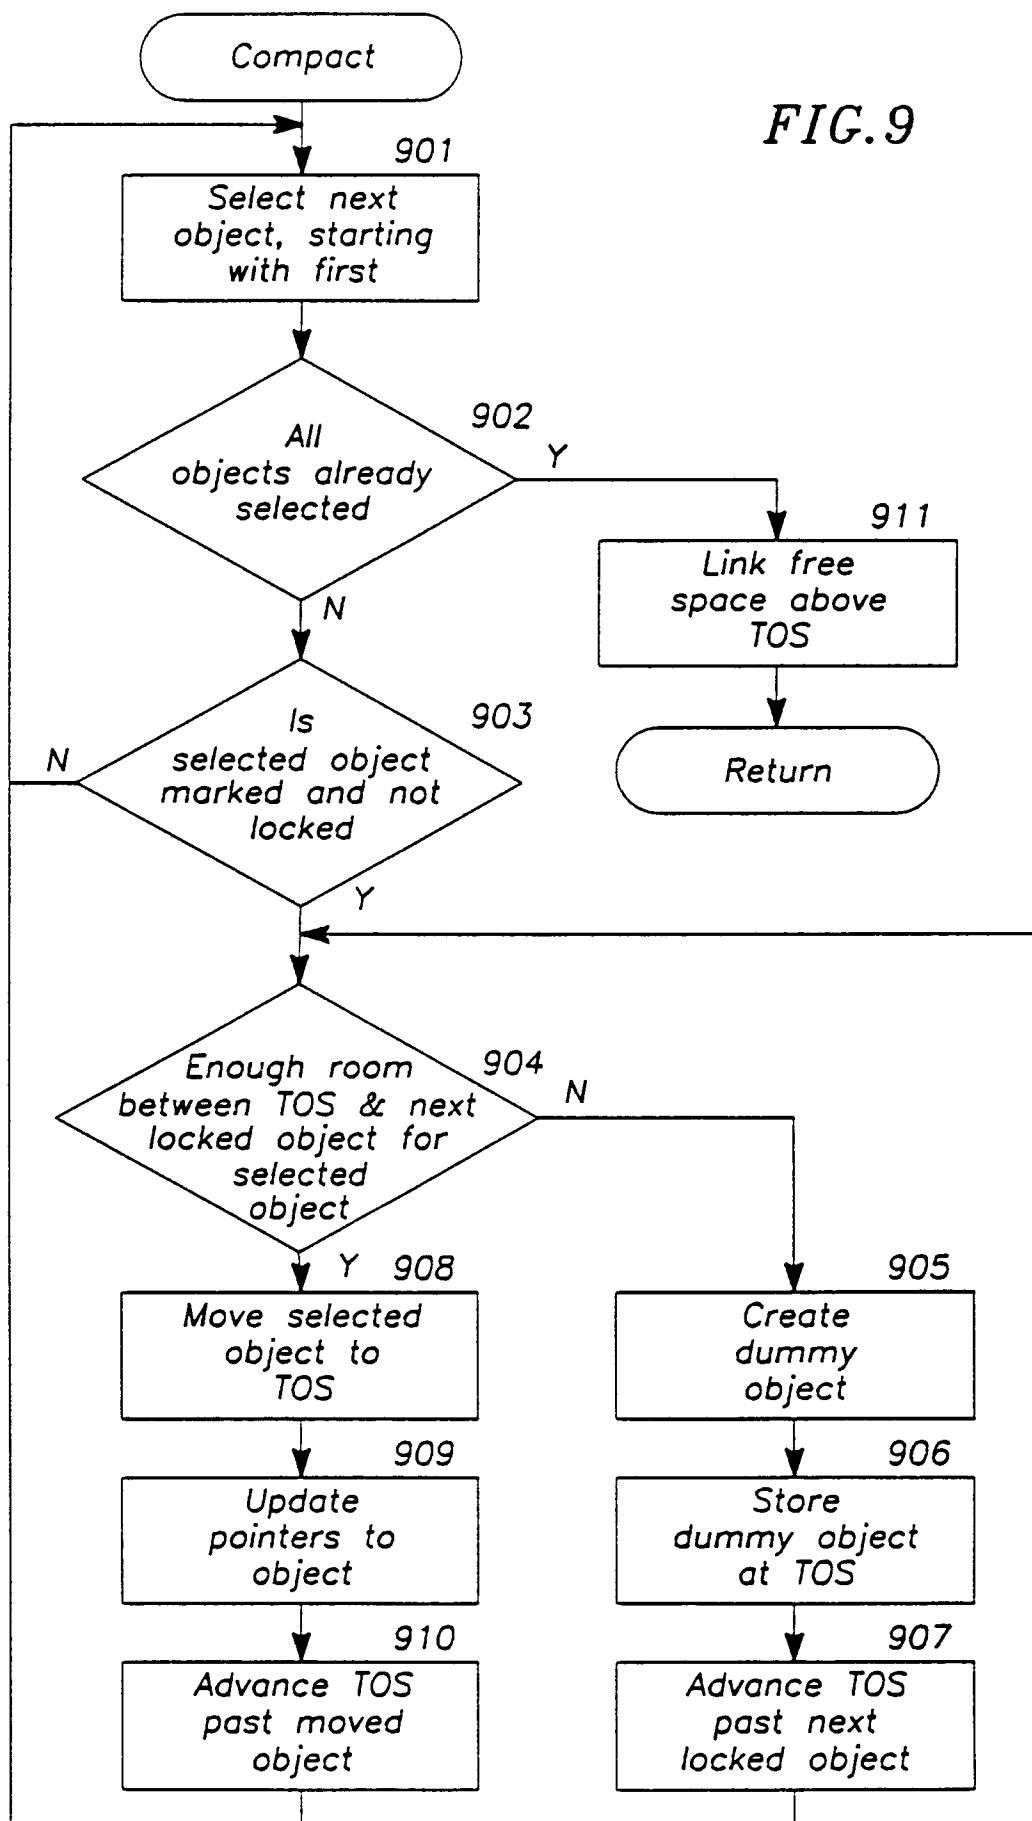 Compact
FIG.9
901
Select next
object, starting
with first
902
All
objects already
selected
Y
N
911
Link free
space above
TOS
903
Is
selected object
marked and not
locked
N
Y
Return
904
Enough room
between TOS & next
locked object for
selected
object
N
Y
908
Move selected
object to
TOS
905
Create
dummy
object
909
Update
pointers to
object
906
Store
dummy object
at TOS
910
Advance TOS
past moved
object
907
Advance TOS
past next
locked object